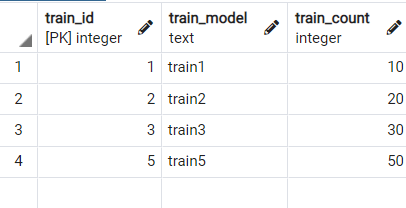 train_id train_model train_count
[PK] integer text integer
1 1 train1 10
2 2 train2 20
3 3 train3 30
4 5 train5 50